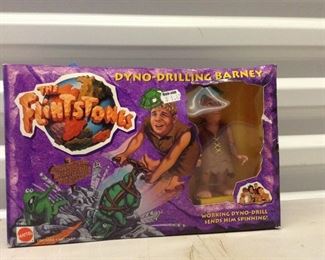 DYNO-DRILLING BARNEY
THE
FLINTSTONES
MATTEL
WORKING DYNO-DRILL
SENDS HIM SPINNING!